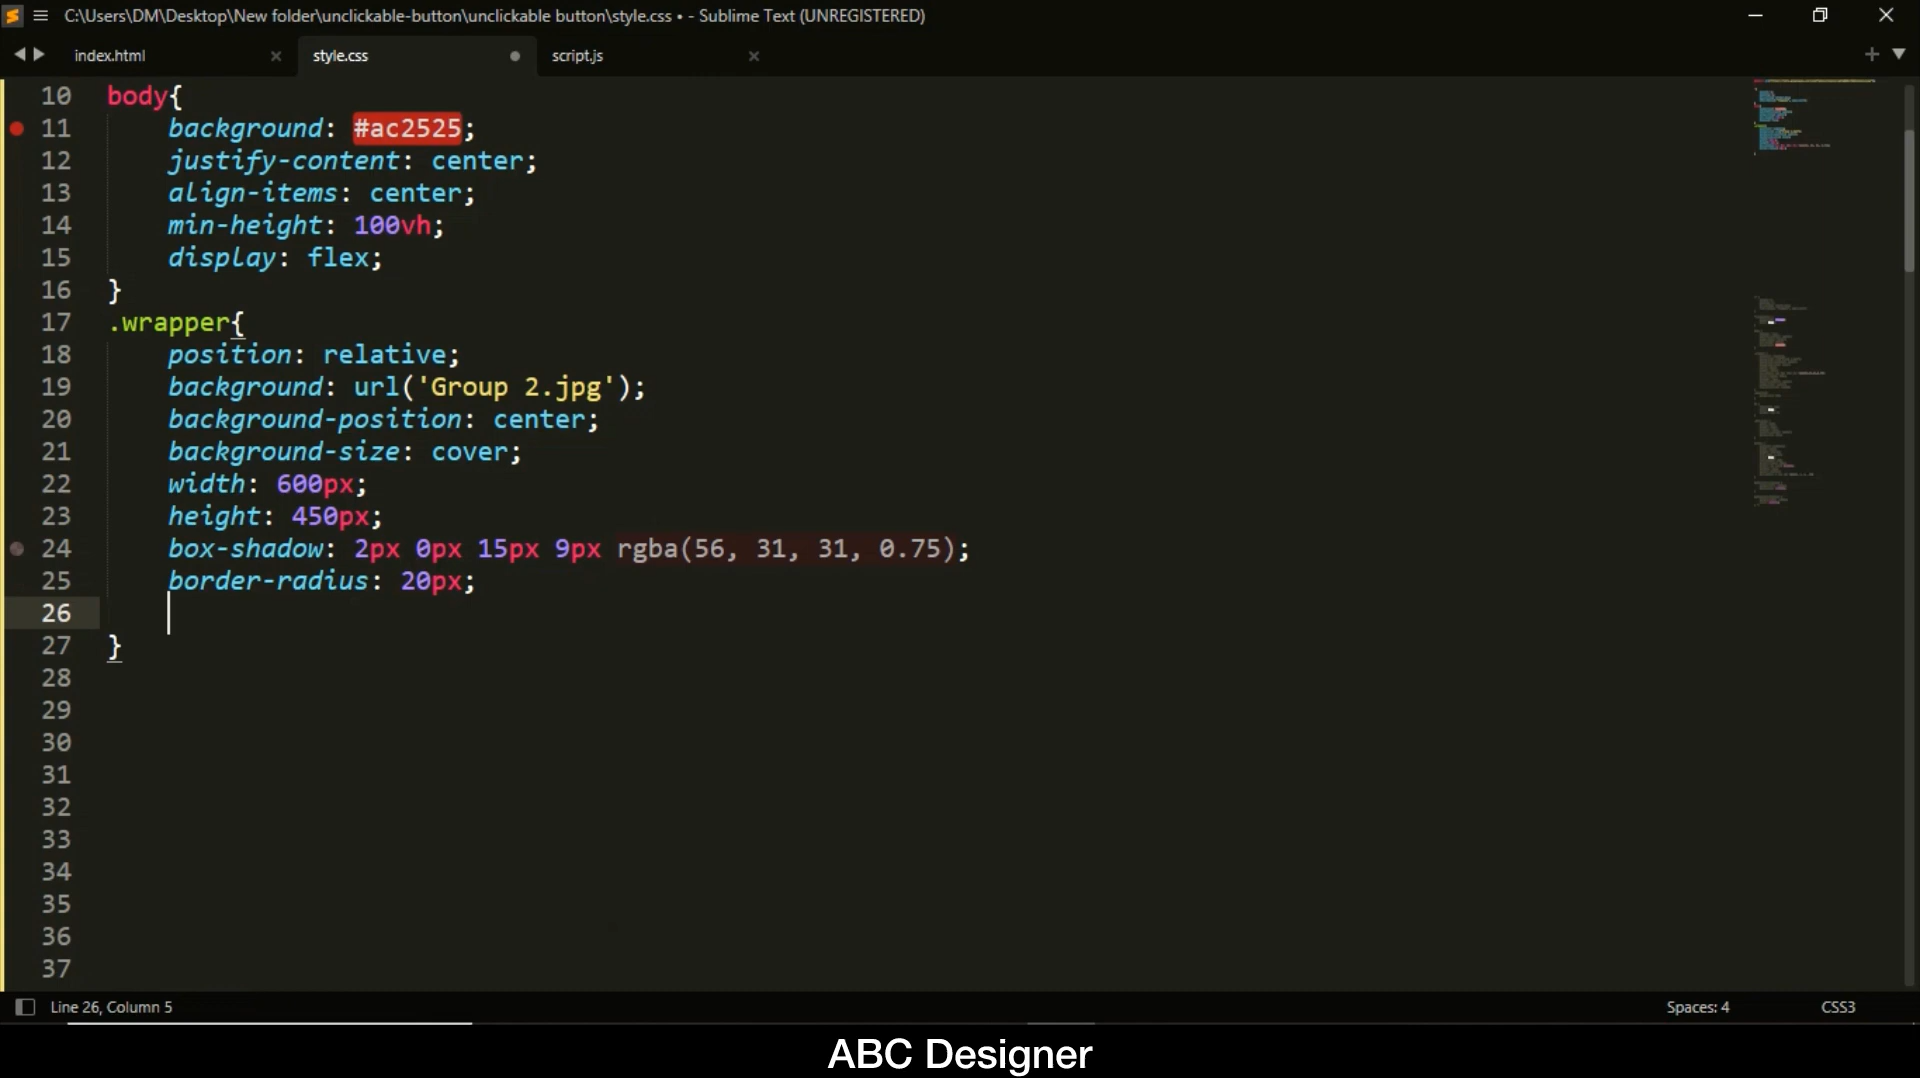 C:\Users\DM\Desktop\New folder\unclickable-button\unclickable button\style.css • - Sublime Text (UNREGISTERED)
index.html
style.css
script.js
10 body{
11 background: #ac2525;
12 justify-content: center;
13 align-items: center;
14 min-height: 100vh;
15 display: flex;
16 }
17 .wrapper{
18 position: relative;
19 background: url('Group 2.jpg');
20 background-position: center;
21 background-size: cover;
22 width: 600px;
23 height: 450px;
24 box-shadow: 2px 0px 15px 9px rgba(56, 31, 31, 0.75);
25 border-radius: 20px;
26
27 }
28
29
30
31
32
33
34
35
36
37
Line 26, Column 5
Spaces: 4
CSS3
ABC Designer